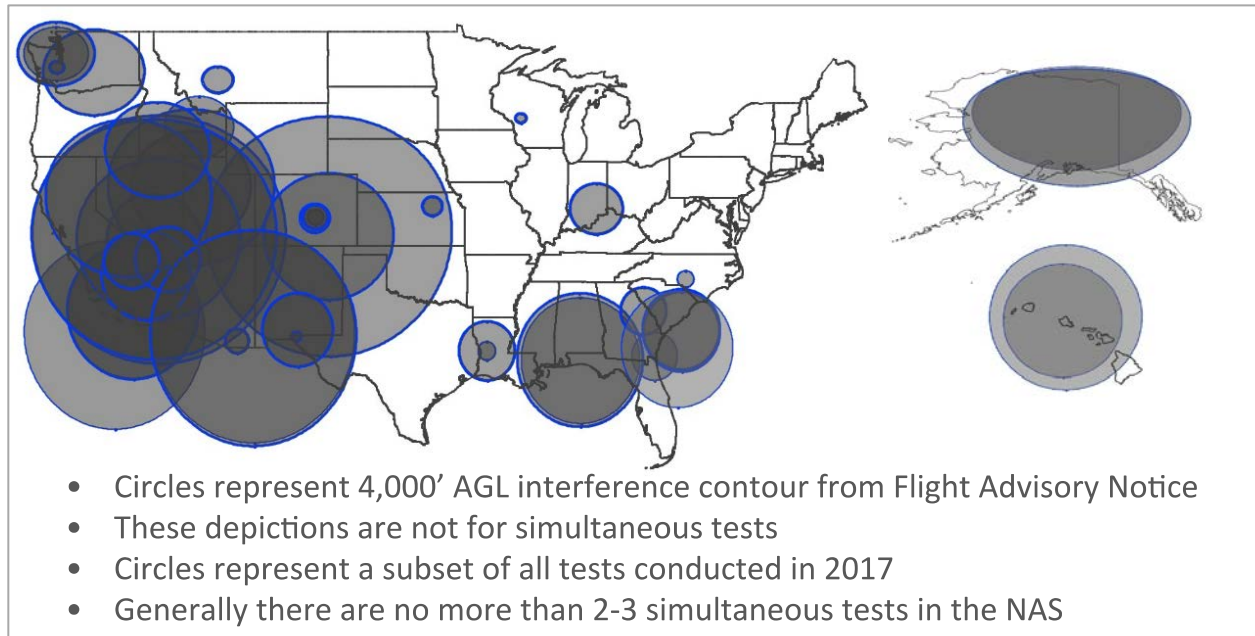 • Circles represent 4,000’ AGL interference contour from Flight Advisory Notice
• These depictions are not for simultaneous tests
• Circles represent a subset of all tests conducted in 2017
• Generally there are no more than 2-3 simultaneous tests in the NAS